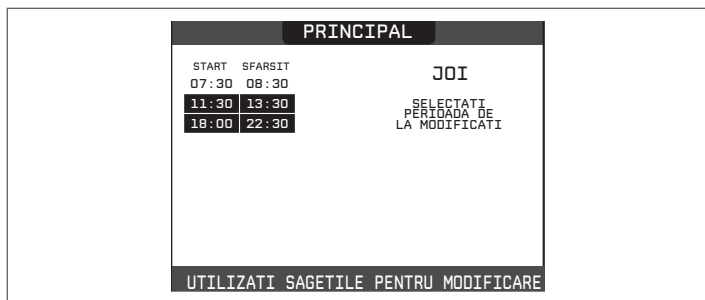 PRINCIPAL
START SFARSIT
07:30 08:30
11:30 13:30
18:00 22:30
JOI
SELECTATI
PERIOADA DE
LA MODIFICATI
UTILIZATI SAGETILE PENTRU MODIFICARE